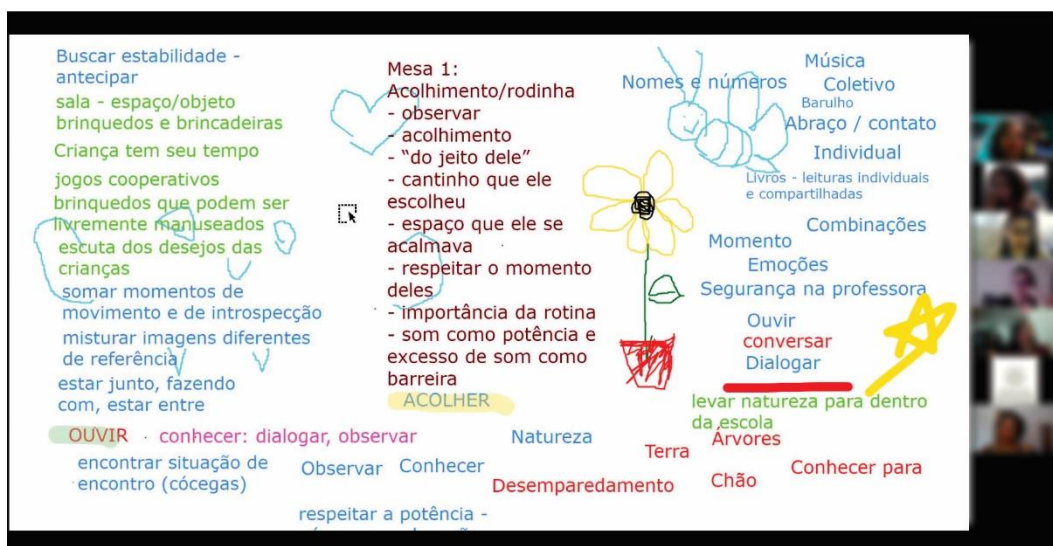 Buscar estabilidade -
antecipar
sala - espaço/objeto
brinquedos e brincadeiras
Criança tem seu tempo
jogos cooperativos
brinquedos que podem ser
livremente manuseados
escuta dos desejos das
crianças
somar momentos de
movimento e de introspecção
misturar imagens diferentes
de referência
estar junto, fazendo
com, estar entre
OUVIR
conhecer: dialogar, observar
encontrar situação de
encontro (cócegas)
Mesa 1:
Acolhimento/rodinha
- observar
- acolhimento
- “do jeito dele”
- cantinho que ele
escolheu
- espaço que ele se
acalmava
- respeitar o momento
deles
- importância da rotina
- som como potência e
excesso de som como
barreira
ACOLHER
Natureza
Observar
Conhecer
Desemparedamento
respeitar a potência -
Nomes e números
Música
Coletivo
Barulho
Abraço / contato
Individual
Livros - leituras individuais
e compartilhadas
Combinações
Momento
Emoções
Segurança na professora
Ouvir
conversar
Dialogar
levar natureza para dentro
da escola
Árvores
Terra
Chão
Conhecer para